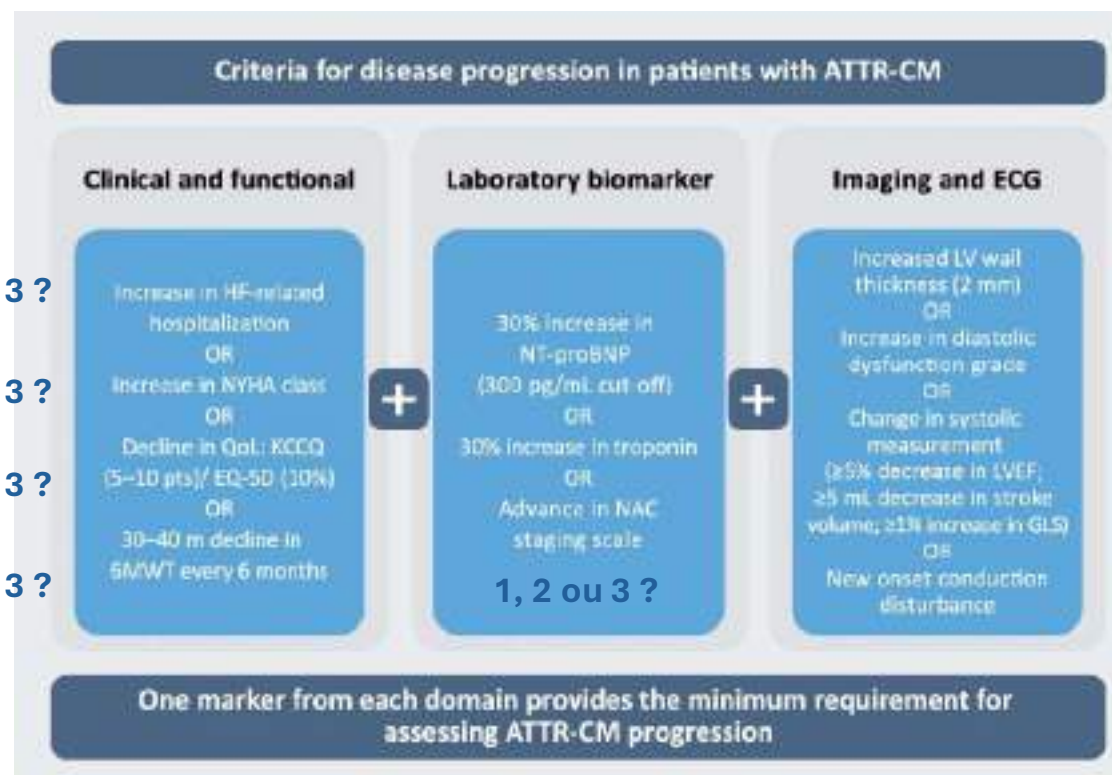 Criteria for disease progression in patients with ATTR-CM
Clinical and functional
3 ?
Increase in HF-related
hospitalization
OR
3 ?
Increase in NYHA class
OR
Decline in QoL: KCCQ
3 ?
(5–10 pts)/ EQ-5D (10%)
OR
30–40 m decline in
3 ?
6MWT every 6 months
+
Laboratory biomarker
30% increase in
NT-proBNP
(300 pg/mL cut off)
OR
30% increase in troponin
OR
Advance in NAC
staging scale
1, 2 ou 3 ?
+
Imaging and ECG
Increased LV wall
thickness (2 mm)
OR
Increase in diastolic
dysfunction grade
OR
Change in systolic
measurement
(≥5% decrease in LVEF;
≥5 mL decrease in stroke
volume; ≥1% increase in GLS)
OR
New onset conduction
disturbance
One marker from each domain provides the minimum requirement for
assessing ATTR-CM progression